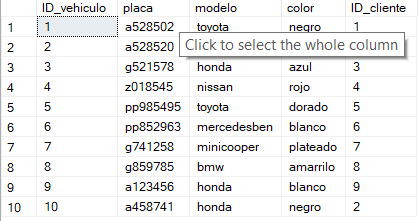 ID_vehiculo placa modelo color ID_cliente
1 1 a528502 toyota negro 1
2 2 a528520 Click to select the whole column
3 3 g521578 honda azul 3
4 4 z018545 nissan rojo 4
5 5 pp985495 toyota dorado 5
6 6 pp852963 mercedesben blanco 6
7 7 g741258 minicooper plateado 7
8 8 g859785 bmw amarrilo 8
9 9 a123456 honda blanco 9
10 10 a458741 honda negro 2